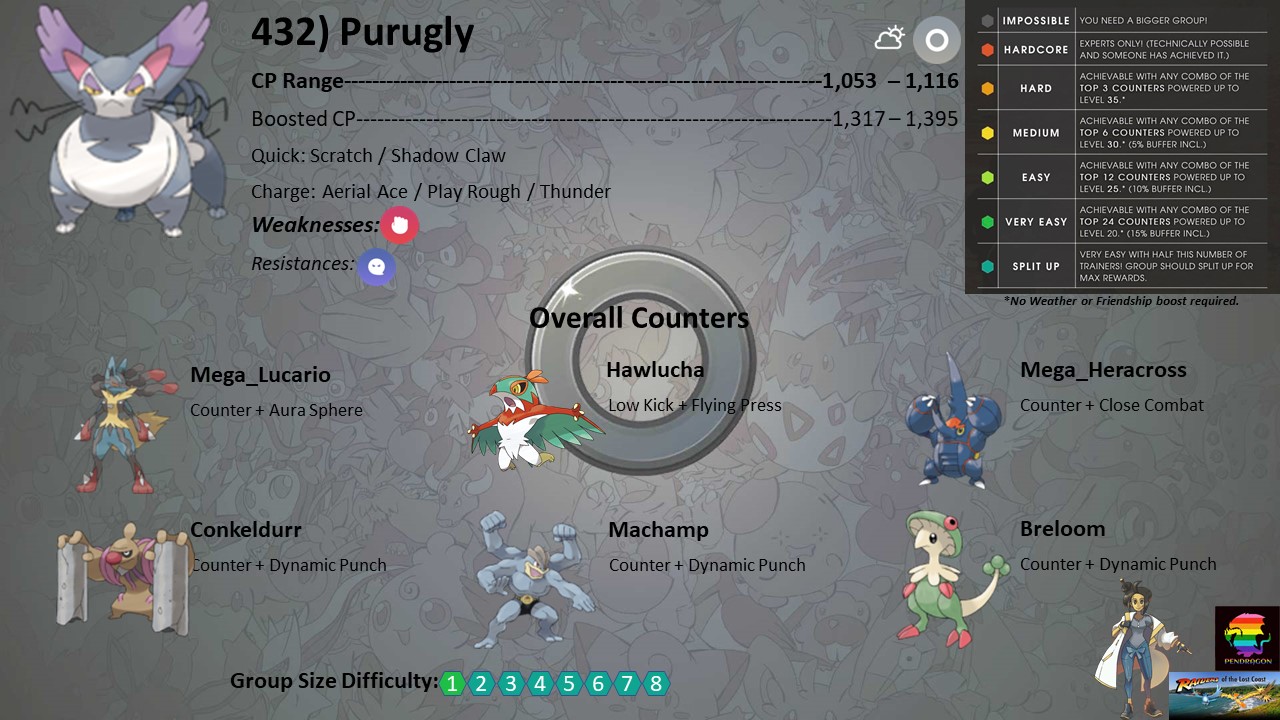 432) Purugly
CP Range--------------------------------------------------------------------1,053 – 1,116
Boosted CP--------------------------------------------------------------------1,317 – 1,395
Quick: Scratch / Shadow Claw
Charge: Aerial Ace / Play Rough / Thunder
Weaknesses:
Resistances:
IMPOSSIBLE YOU NEED A BIGGER GROUP!
HARDCORE EXPERTS ONLY! (TECHNICALLY POSSIBLE
AND SOMEONE HAS ACHIEVED IT.)
HARD ACHIEVABLE WITH ANY COMBO OF THE
TOP 3 COUNTERS POWERED UP TO
LEVEL 35.*
MEDIUM ACHIEVABLE WITH ANY COMBO OF THE
TOP 6 COUNTERS POWERED UP TO
LEVEL 30.* (5% BUFFER INCL.)
EASY ACHIEVABLE WITH ANY COMBO OF THE
TOP 12 COUNTERS POWERED UP TO
LEVEL 25.* (10% BUFFER INCL.)
VERY EASY ACHIEVABLE WITH ANY COMBO OF THE
TOP 24 COUNTERS POWERED UP TO
LEVEL 20.* (15% BUFFER INCL.)
SPLIT UP VERY EASY WITH HALF THIS NUMBER OF
TRAINERS! GROUP SHOULD SPLIT UP FOR
MAX REWARDS.
*No Weather or Friendship boost required.
Overall Counters
Mega_Lucario
Counter + Aura Sphere
Hawlucha
Low Kick + Flying Press
Mega_Heracross
Counter + Close Combat
Conkeldurr
Counter + Dynamic Punch
Machamp
Counter + Dynamic Punch
Breloom
Counter + Dynamic Punch
Group Size Difficulty: 1 2 3 4 5 6 7 8
PENDROGON
RAIDERS of the Lost Coast